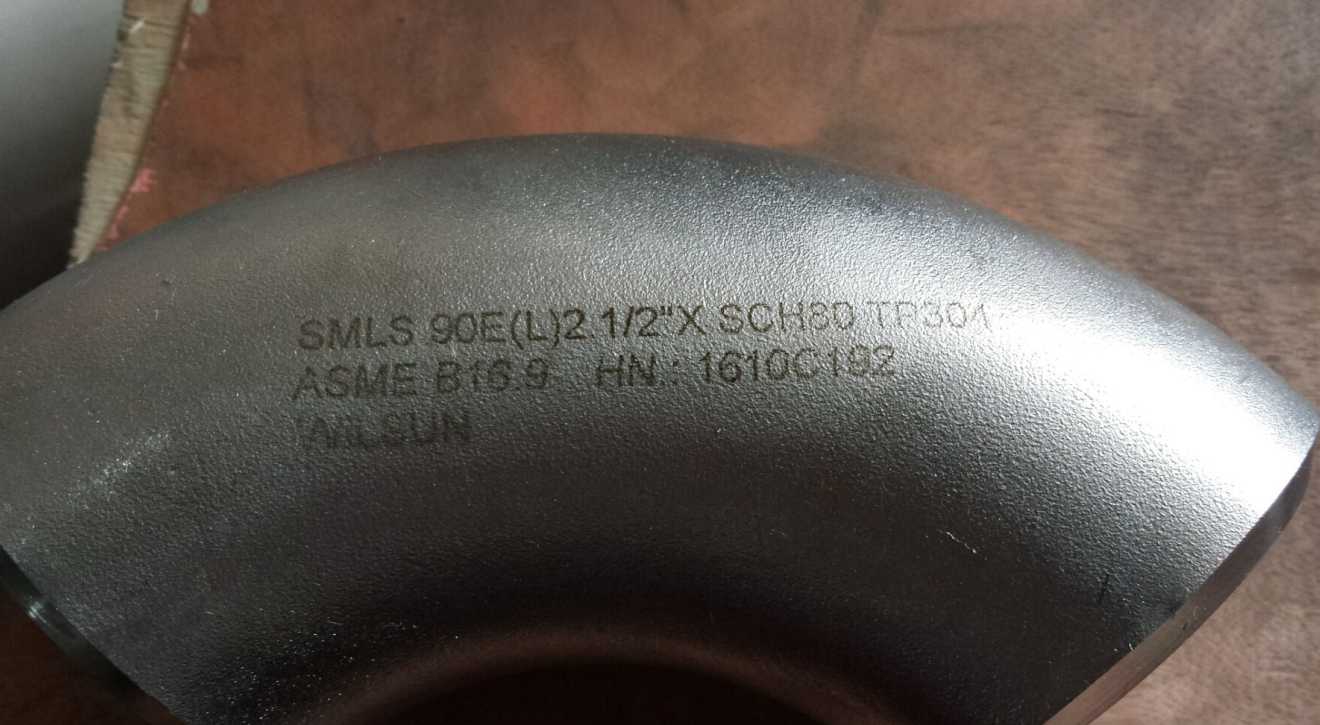 SMLS 90E(L)2 1/2"X SCH80 TP304
ASME B16.9 HN : 1610C192